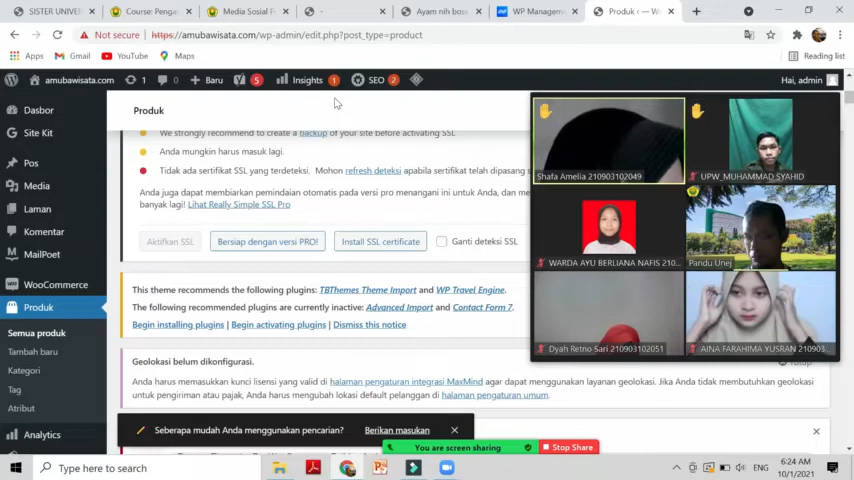 SISTER UNIVER
Course: Pengan
Media Sosial F
Ayam nih boss
WP Managem
Produk ‹ — W
Not secure
https://amubawisata.com/wp-admin/edit.php?post_type=product
Apps
Gmail
YouTube
Maps
Reading list
amubawisata.com
1
0
+ Baru
5
Insights
1
SEO
2
Hai, admin
Dasbor
Site Kit
Pos
Media
Laman
Komentar
MailPoet
WooCommerce
Produk
Semua produk
Tambah baru
Kategori
Tag
Atribut
Analytics
Produk
We strongly recommend to create a backup of your site before activating SSL
Anda mungkin harus masuk lagi.
Tidak ada sertifikat SSL yang terdeteksi. Mohon refresh deteksi apabila sertifikat telah dipasang
Anda juga dapat membiarkan pemindaian otomatis pada versi pro menangani ini untuk Anda, dan me
banyak lagi! Lihat Really Simple SSL Pro
Aktifkan SSL
Bersiap dengan versi PRO!
Install SSL certificate
Ganti deteksi SSL
This theme recommends the following plugins: TBThemes Theme Import and WP Travel Engine.
The following recommended plugins are currently inactive: Advanced Import and Contact Form 7.
Begin installing plugins | Begin activating plugins | Dismiss this notice
Geolokasi belum dikonfigurasi.
Tutup
Anda harus memasukkan kunci lisensi yang valid di halaman pengaturan integrasi MaxMind agar dapat menggunakan layanan geolokasi. Jika Anda tidak membutuhkan geolokasi
untuk pengiriman atau pajak, Anda harus mengubah lokasi default pelanggan di halaman pengaturan umum.
Seberapa mudah Anda menggunakan pencarian?
Berikan masukan
Shafa Amelia 210903102049
UPW_MUHAMMAD SYAHID
WARDA AYU BERLIANA NAFIS 210...
Pandu Unej
Dyah Retno Sari 210903102051
AINA FARAHIMA YUSRAN 210903...
You are screen sharing
Stop Share
Type here to search
ENG
6:24 AM
10/1/2021